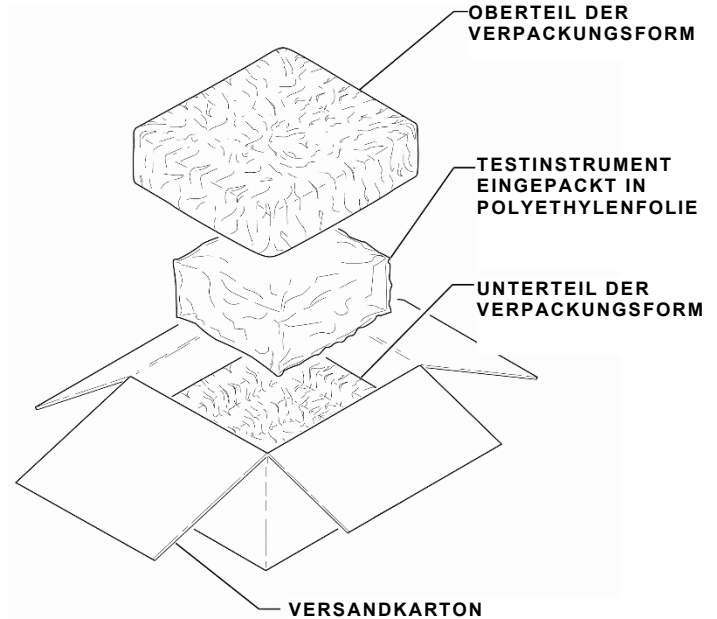 OBERTEIL DER
VERPACKUNGSFORM
TESTINSTRUMENT
EINGEPACKT IN
POLYETHYLENFOLIE
UNTERTEIL DER
VERPACKUNGSFORM
VERSANDKARTON